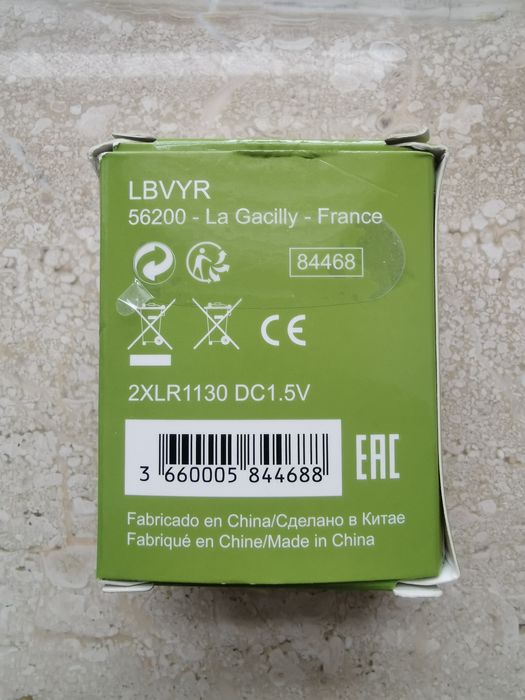 LBVYR
56200 - La Gacilly - France
84468
CE
2XLR1130 DC1.5V
3 660005 844688
EAC
Fabricado en China/Сделано в Китае
Fabriqué en Chine/Made in China